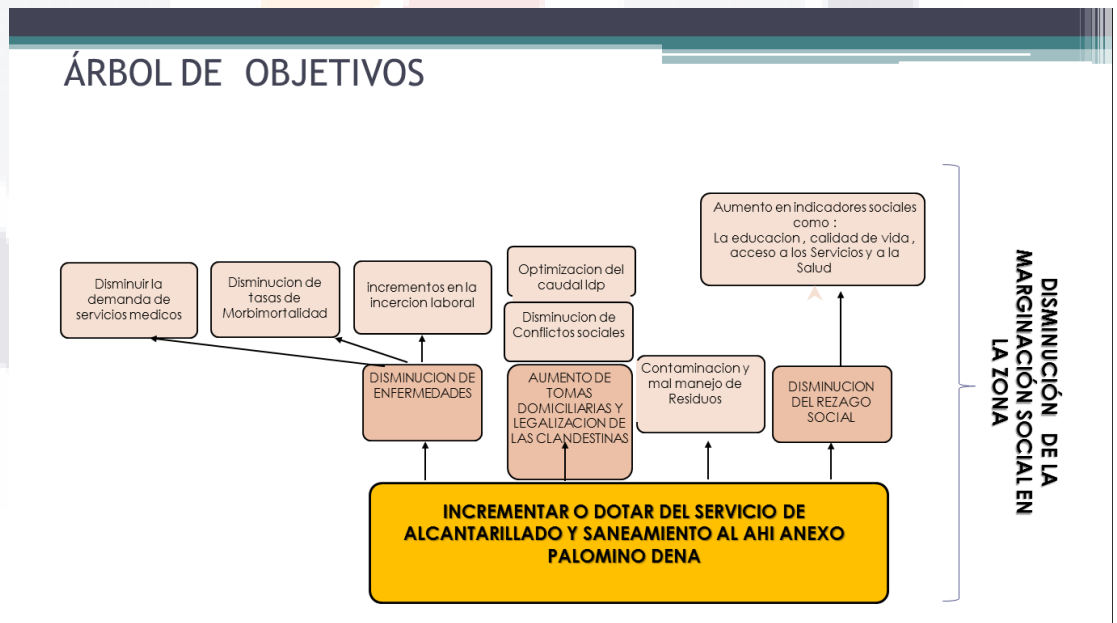 ÁRBOL DE OBJETIVOS
Aumento en indicadores sociales
como :
La educacion , calidad de vida ,
acceso a los Servicios y a la
Salud
Disminuir la
demanda de
servicios medicos
Disminucion de
tasas de
Morbimortalidad
incrementos en la
incercion laboral
Optimizacion del
caudal ldp
Disminucion de
Conflictos sociales
DISMINUCION DE
ENFERMEDADES
AUMENTO DE
TOMAS
DOMICILIARIAS Y
LEGALIZACION DE
LAS CLANDESTINAS
Contaminacion y
mal manejo de
Residuos
DISMINUCION
DEL REZAGO
SOCIAL
INCREMENTAR O DOTAR DEL SERVICIO DE
ALCANTARILLADO Y SANEAMIENTO AL AHI ANEXO
PALOMINO DENA
DISMINUCIÓN DE LA
MARGINACIÓN SOCIAL EN
LA ZONA